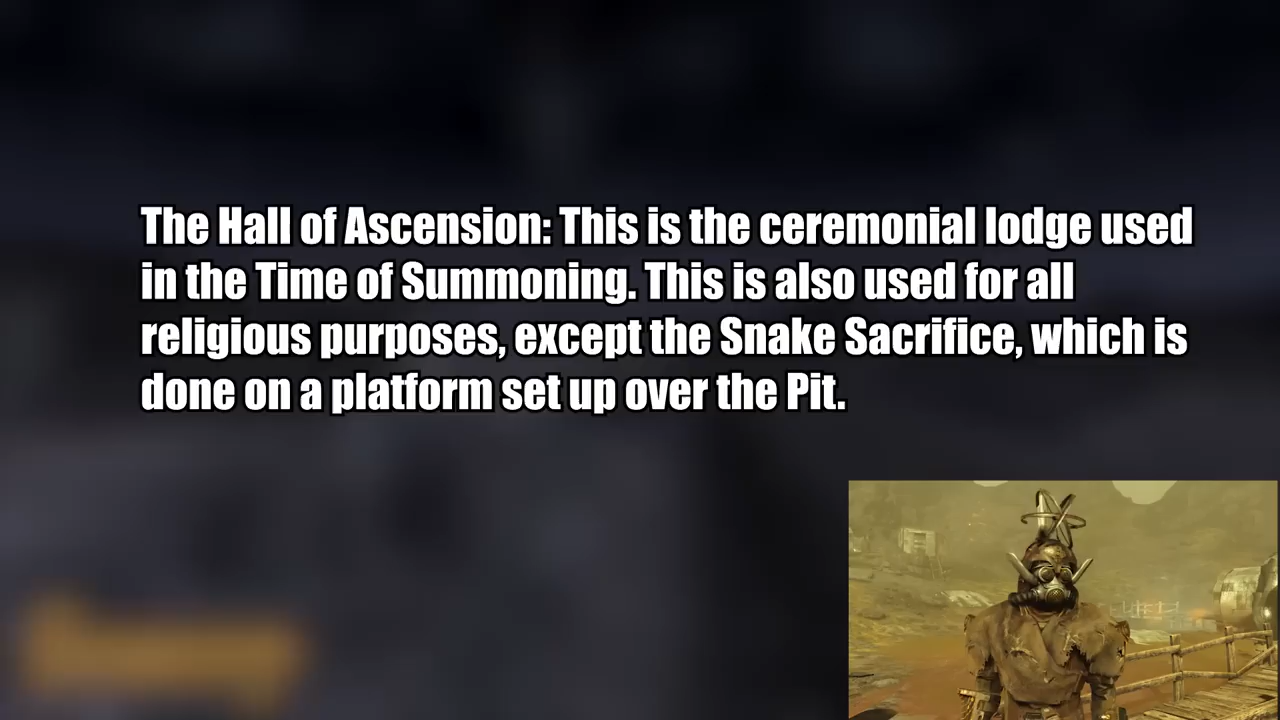 The Hall of Ascension: This is the ceremonial lodge used
in the Time of Summoning. This is also used for all
religious purposes, except the Snake Sacrifice, which is
done on a platform set up over the Pit.